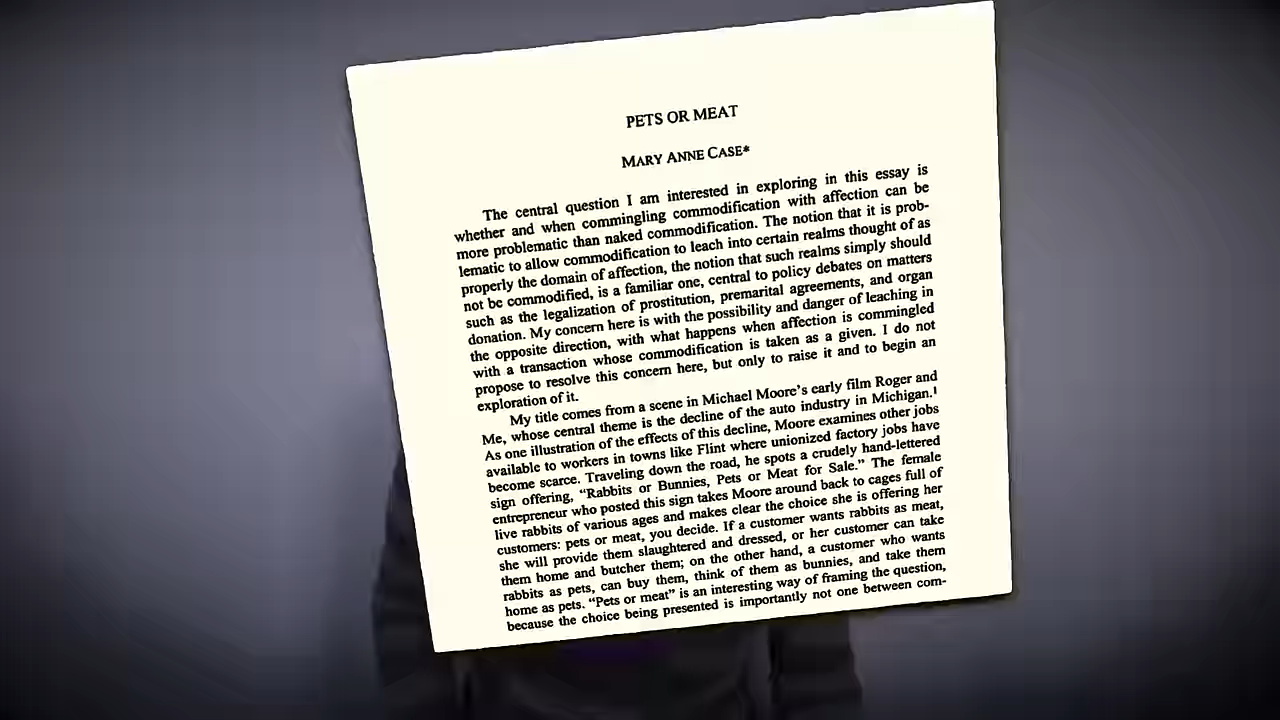 PETS OR MEAT
MARY ANNE CASE*
The central question I am interested in exploring in this essay is
whether and when commingling commodification with affection can be
more problematic than naked commodification. The notion that it is prob-
lematic to allow commodification to leach into certain realms thought of as
properly the domain of affection, the notion that such realms simply should
not be commodified, is a familiar one, central to policy debates on matters
such as the legalization of prostitution, premarital agreements, and organ
donation. My concern here is with the possibility and danger of leaching in
the opposite direction, with what happens when affection is commingled
with a transaction whose commodification is taken as a given. I do not
propose to resolve this concern here, but only to raise it and to begin an
exploration of it.
My title comes from a scene in Michael Moore's early film Roger and
Me, whose central theme is the decline of the auto industry in Michigan.¹
As one illustration of the effects of this decline, Moore examines other jobs
available to workers in towns like Flint where unionized factory jobs have
become scarce. Traveling down the road, he spots a crudely hand-lettered
sign offering, “Rabbits or Bunnies, Pets or Meat for Sale.” The female
entrepreneur who posted this sign takes Moore around back to cages full of
live rabbits of various ages and makes clear the choice she is offering her
customers: pets or meat, you decide. If a customer wants rabbits as meat,
she will provide them slaughtered and dressed, or her customer can take
them home and butcher them; on the other hand, a customer who wants
rabbits as pets, can buy them, think of them as bunnies, and take them
home as pets. “Pets or meat” is an interesting way of framing the question,
because the choice being presented is importantly not one between com-